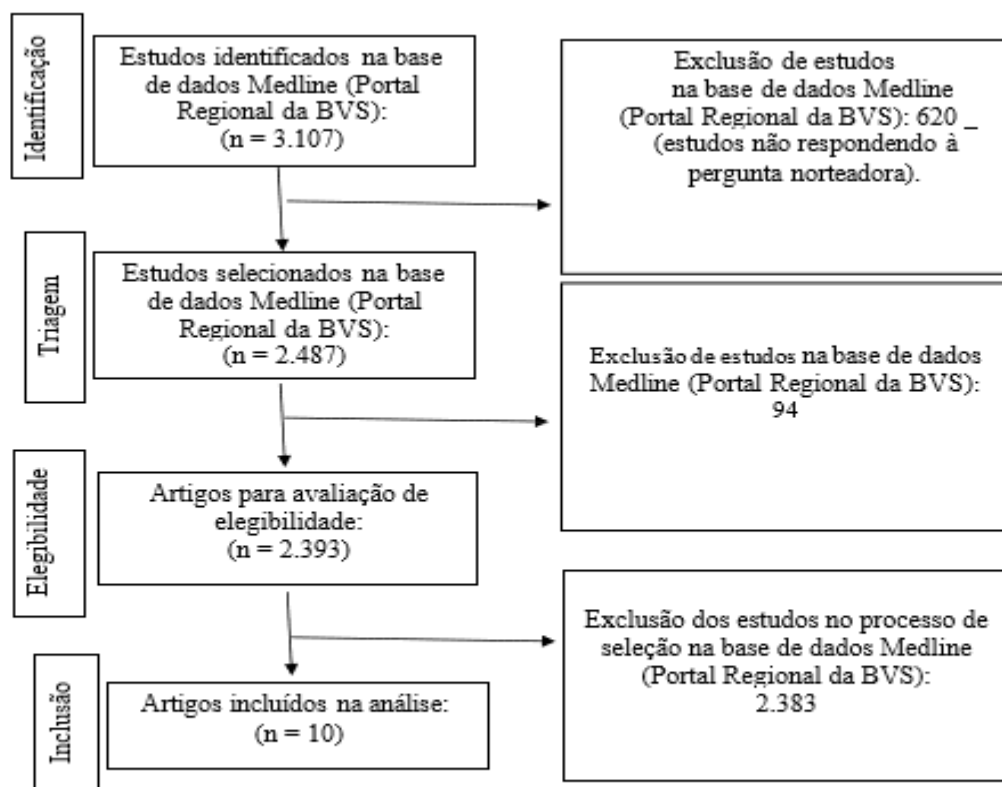 Identificação
Estudos identificados na base
de dados Medline (Portal
Regional da BVS):
(n = 3.107)
Exclusão de estudos
na base de dados Medline
(Portal Regional da BVS): 620 _
(estudos não respondendo à
pergunta norteadora).
Triagem
Estudos selecionados na base
de dados Medline (Portal
Regional da BVS):
(n = 2.487)
Exclusão de estudos na base de dados
Medline (Portal Regional da BVS):
94
Elegibilidade
Artigos para avaliação de
elegibilidade:
(n = 2.393)
Exclusão dos estudos no processo de
seleção na base de dados Medline
(Portal Regional da BVS):
2.383
Inclusão
Artigos incluídos na análise:
(n = 10)